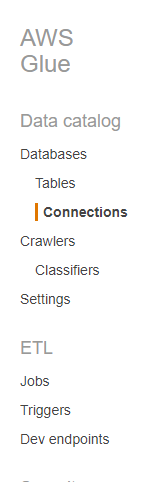 AWS
Glue
Data catalog
Databases
Tables
Connections
Crawlers
Classifiers
Settings
ETL
Jobs
Triggers
Dev endpoints